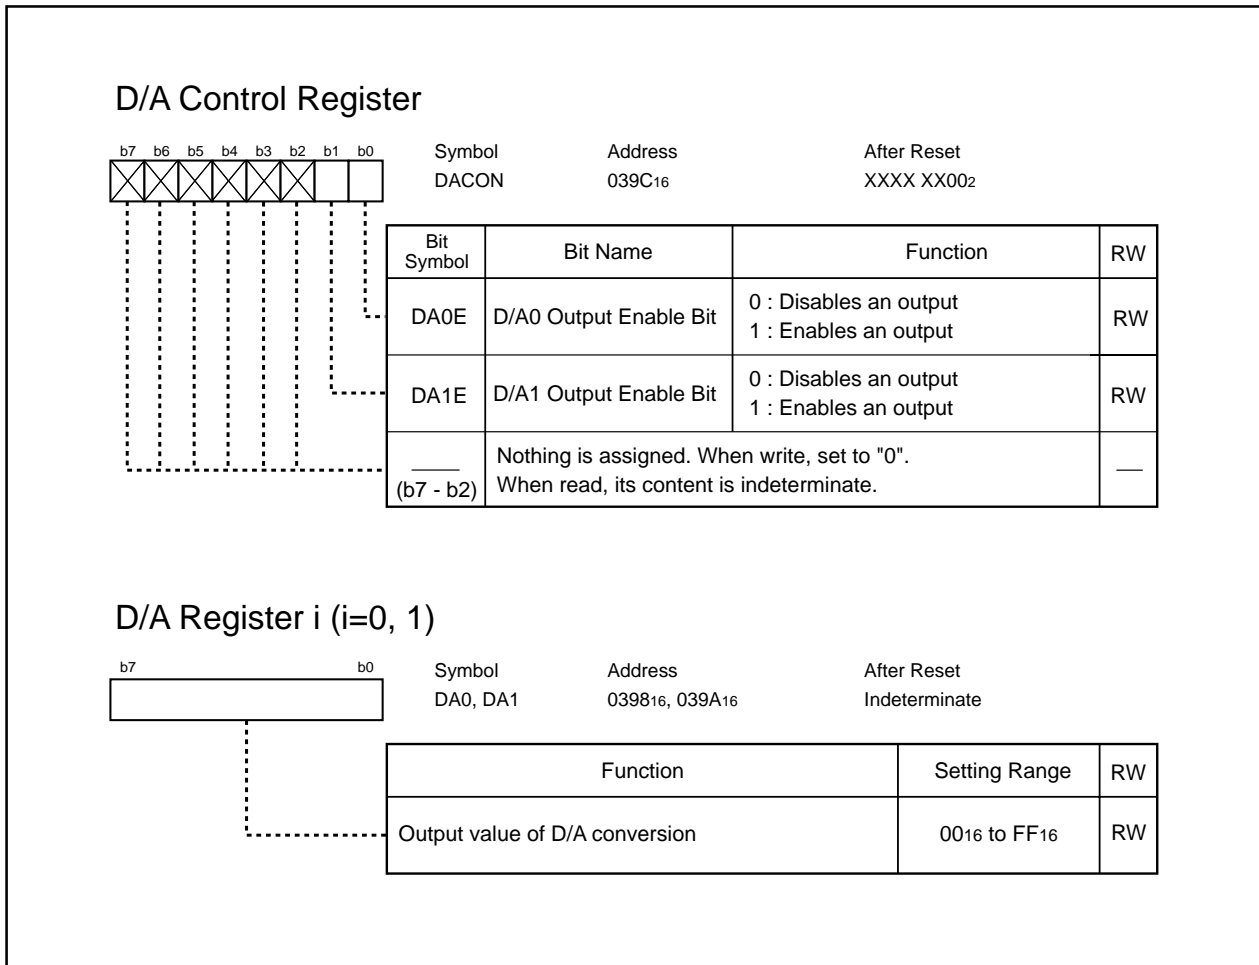 D/A Control Register
b7 b6 b5 b4 b3 b2 b1 b0
Symbol Address After Reset
DACON 039C16 XXXX XX002
Bit Symbol Bit Name Function RW
DA0E D/A0 Output Enable Bit 0 : Disables an output
1 : Enables an output RW
DA1E D/A1 Output Enable Bit 0 : Disables an output
1 : Enables an output RW
(b7 - b2) Nothing is assigned. When write, set to "0".
When read, its content is indeterminate.
D/A Register i (i=0, 1)
b7 b0
Symbol Address After Reset
DA0, DA1 039816, 039A16 Indeterminate
Function Setting Range RW
Output value of D/A conversion 0016 to FF16 RW